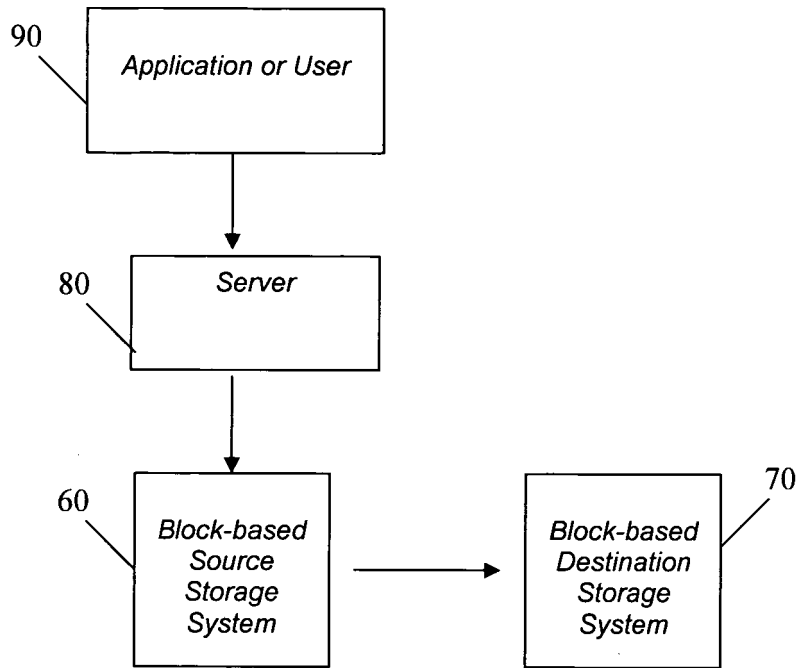 90
Application or User
80
Server
60
Block-based
Source
Storage
System
70
Block-based
Destination
Storage
System